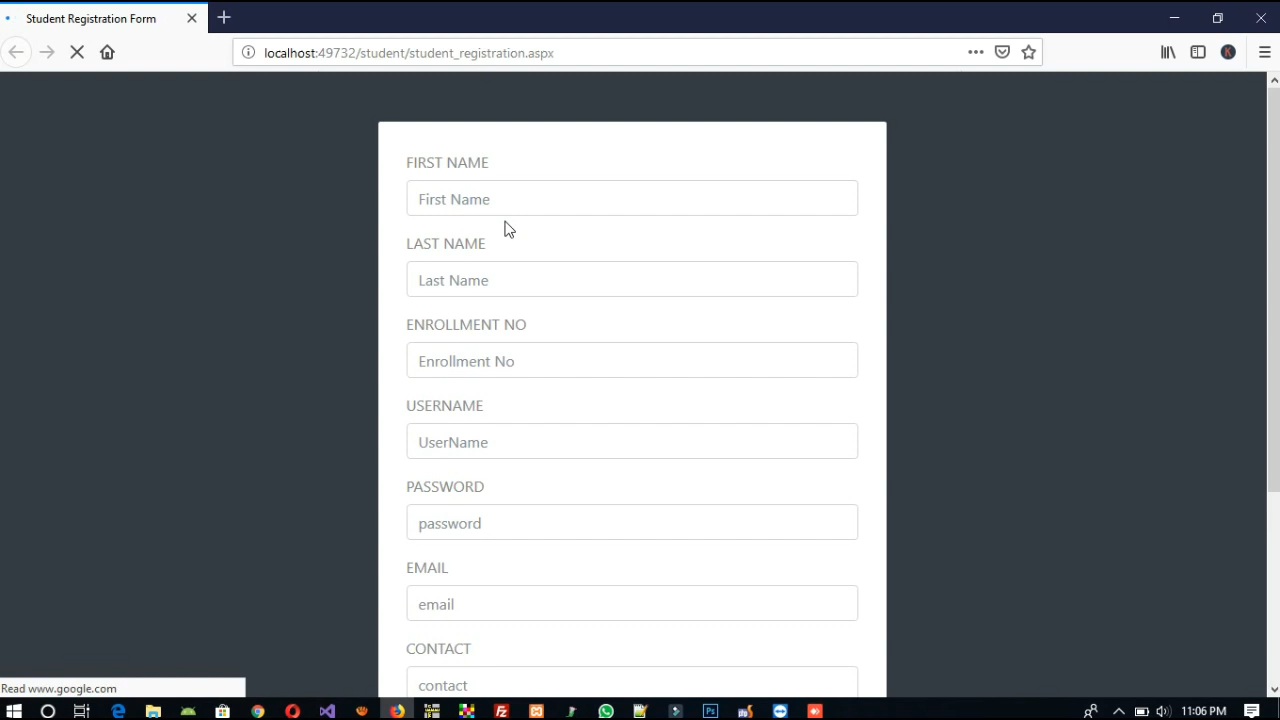 Student Registration Form
localhost:49732/student/student_registration.aspx
K
FIRST NAME
First Name
LAST NAME
Last Name
ENROLLMENT NO
Enrollment No
USERNAME
UserName
PASSWORD
password
EMAIL
email
CONTACT
contact
Read www.google.com
11:06 PM